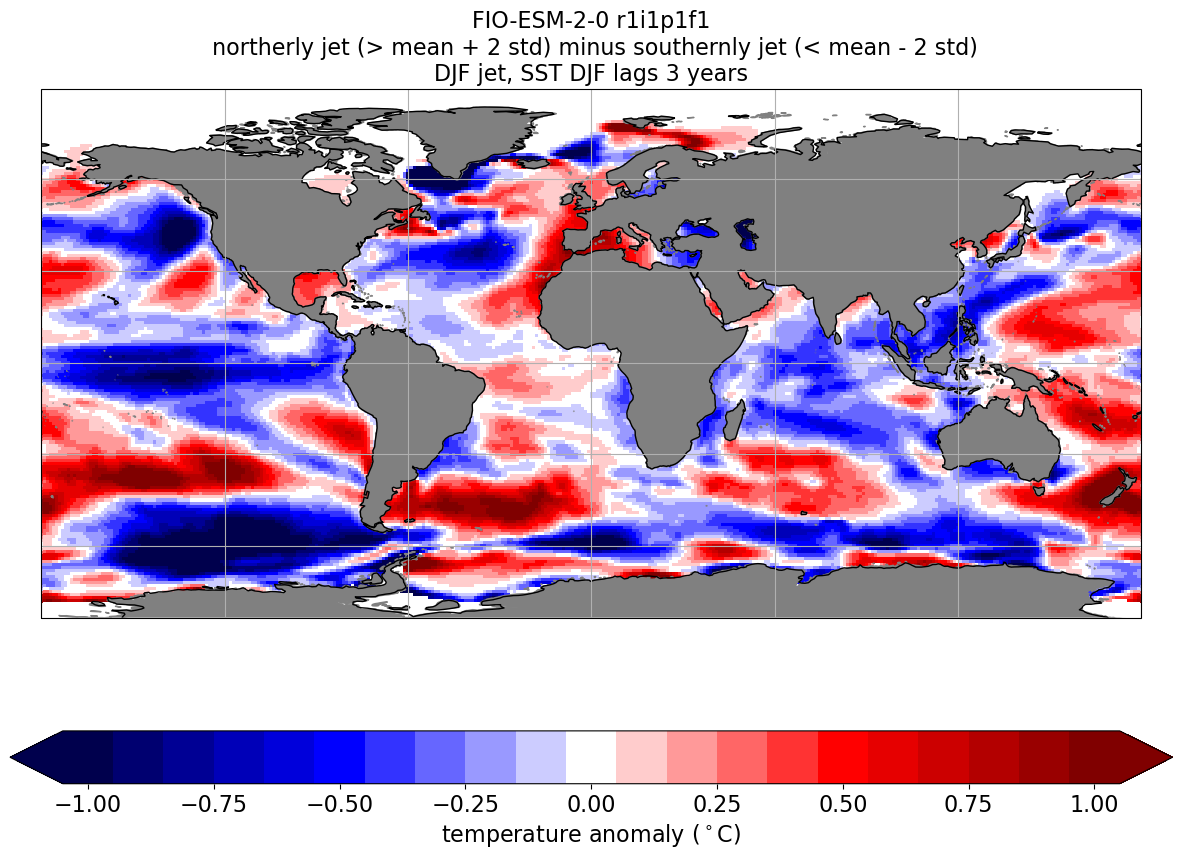 FIO-ESM-2-0 r1i1p1f1
northerly jet (> mean + 2 std) minus southernly jet (< mean - 2 std)
DJF jet, SST DJF lags 3 years
−1.00 −0.75 −0.50 −0.25 0.00 0.25 0.50 0.75 1.00
temperature anomaly (°C)